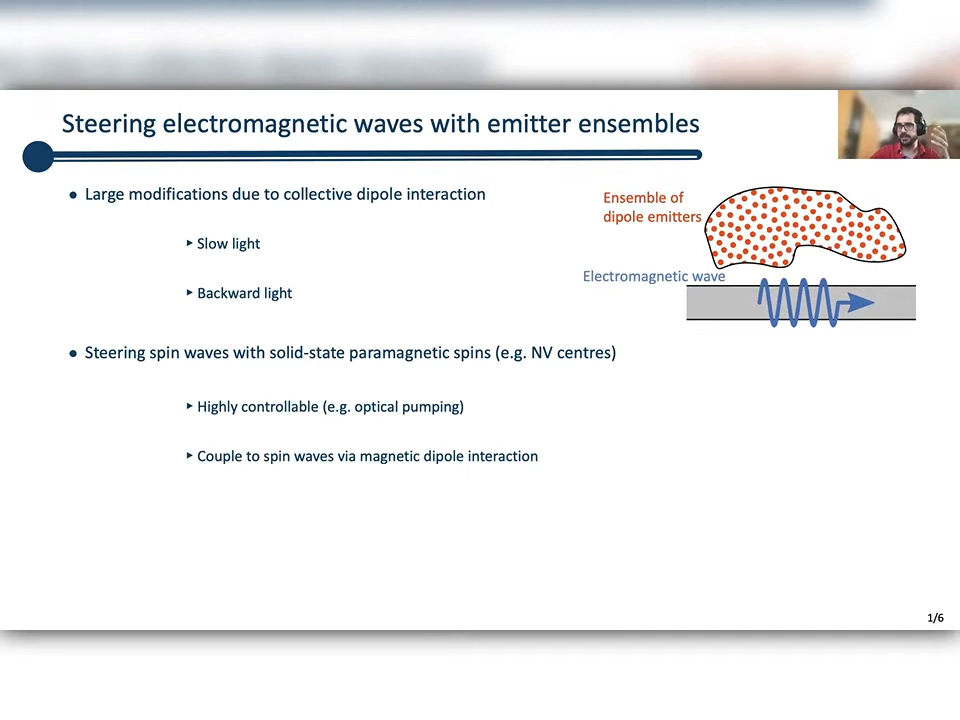 Steering electromagnetic waves with emitter ensembles
● Large modifications due to collective dipole interaction
‣ Slow light
‣ Backward light
Ensemble of
dipole emitters
Electromagnetic wave
● Steering spin waves with solid-state paramagnetic spins (e.g. NV centres)
‣ Highly controllable (e.g. optical pumping)
‣ Couple to spin waves via magnetic dipole interaction
1/6